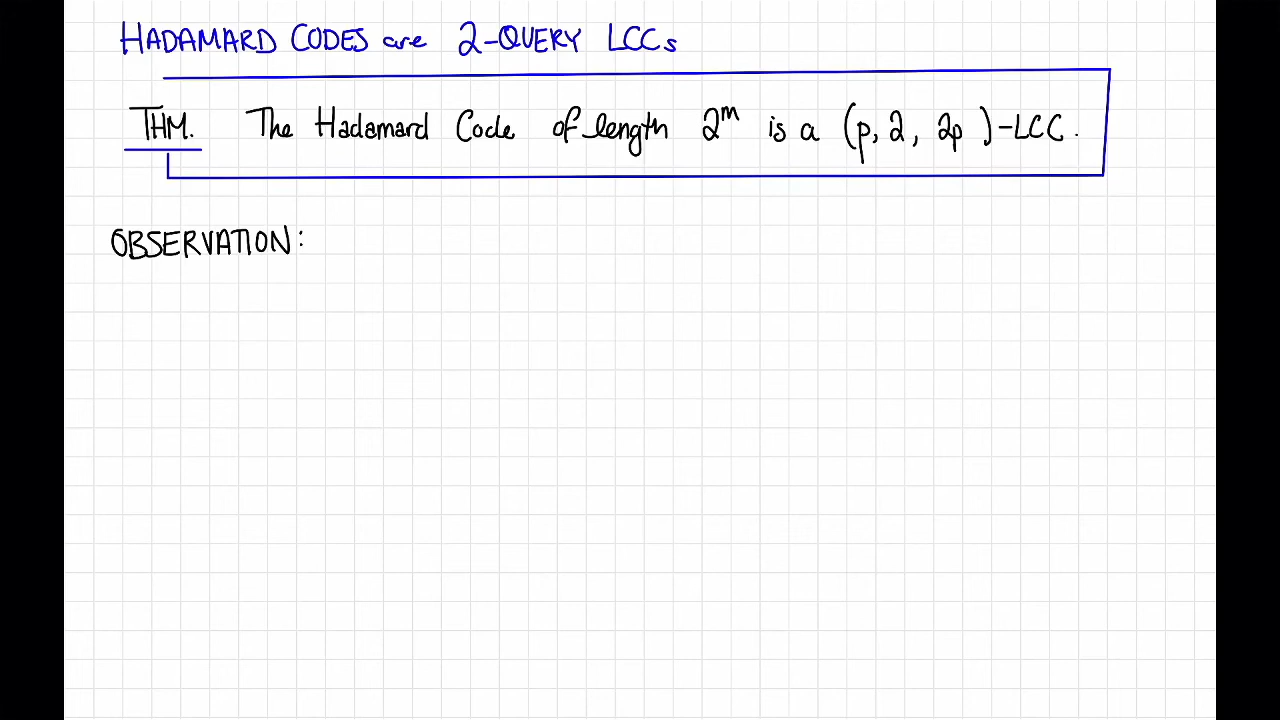 HADAMARD CODES are 2-QUERY LCCs
THM. The Hadamard Code of length 2^m is a (p, 2, 2p)-LCC.
OBSERVATION: